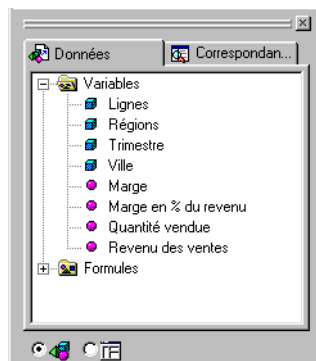 Données
Correspondan...
Variables
Lignes
Régions
Trimestre
Ville
Marge
Marge en % du revenu
Quantité vendue
Revenu des ventes
Formules